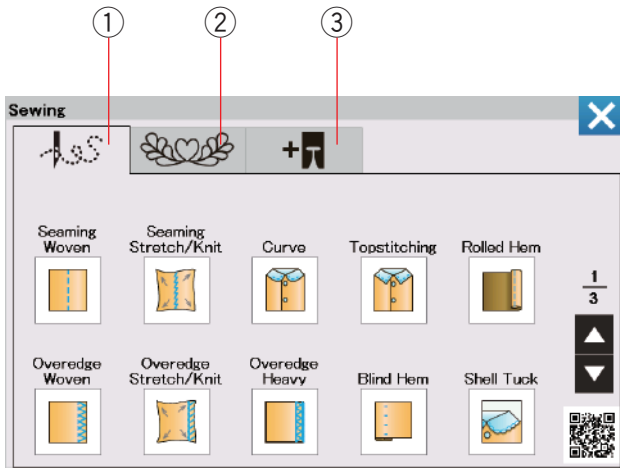 1 2 3
Sewing
+
Seaming Woven
Seaming Stretch/Knit
Curve
Topstitching
Rolled Hem
1
3
Overedge Woven
Overedge Stretch/Knit
Overedge Heavy
Blind Hem
Shell Tuck